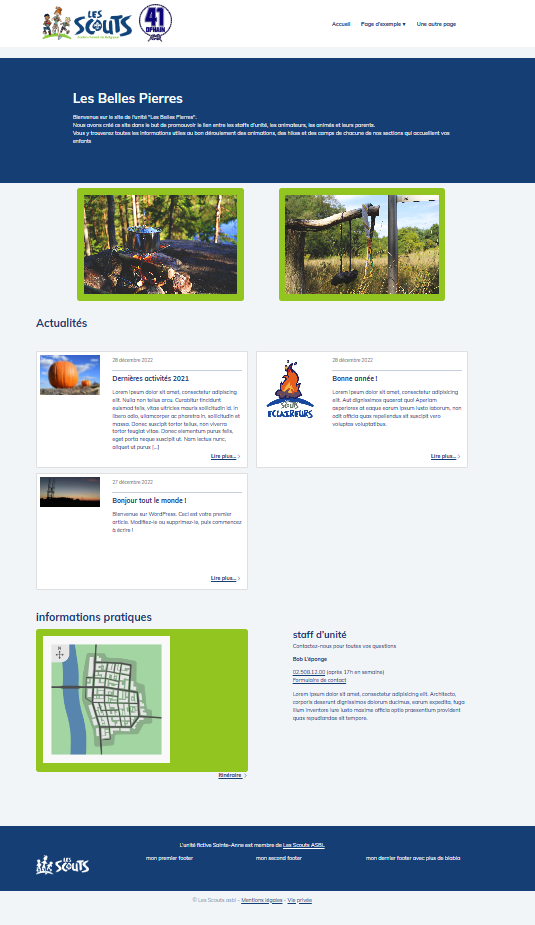 LES
SCOUTS
41
OPHAIN
Accueil Page d'exemple ▾ Une autre page
Les Belles Pierres
Bienvenue sur le site de l'unité "Les Belles Pierres".
Nous avons créé ce site dans le but de promouvoir le lien entre les staffs d'unité, les animateurs, les animés et leurs parents.
Vous y trouverez toutes les informations utiles au bon déroulement des animations, des hikes et des camps de chacune de nos sections qui accueillent vos
enfants
Actualités
28 décembre 2022
Dernières activités 2021
Lorem ipsum dolor sit amet, consectetur adipiscing
elit. Nulla non tellus arcu. Curabitur tincidunt
euismod felis, vitae ultricies mauris sollicitudin id. In
libero odio, ullamcorper ac pharetra in, sollicitudin at
massa. Donec suscipit tortor tellus, non viverra
tortor feugiat vitae. Donec elementum purus felis,
eget porta neque suscipit ut. Nam lectus nunc,
aliquet ut purus [...]
Lire plus... >
28 décembre 2022
Bonne année !
Lorem ipsum dolor sit amet, consectetur adipisicing
elit. Aut dignissimos quaerat quo! Aperiam
asperiores at eaque earum ipsum iusto laborum, non
odit officia quas repellendus sit suscipit vero
voluptas voluptatibus.
Lire plus... >
SCOUTS
ECLAIREURS
27 décembre 2022
Bonjour tout le monde !
Bienvenue sur WordPress. Ceci est votre premier
article. Modifiez-le ou supprimez-le, puis commencez
à écrire !
Lire plus... >
informations pratiques
N
Itinéraire >
staff d'unité
Contactez-nous pour toutes vos questions
Bob L'éponge
02.508.12.00 (après 17h en semaine)
Formulaire de contact
Lorem ipsum dolor sit amet, consectetur adipisicing elit. Architecto,
corporis deserunt dignissimos dolorum ducimus, earum expedita, fuga
illum inventore iure iusto maxime officia optio praesentium provident
quas repudiandae sit tempore.
L'unité fictive Sainte-Anne est membre de Les Scouts ASBL
LES
SCOUTS
mon premier footer mon second footer mon dernier footer avec plus de blabla
© Les Scouts asbl - Mentions légales - Vie privée